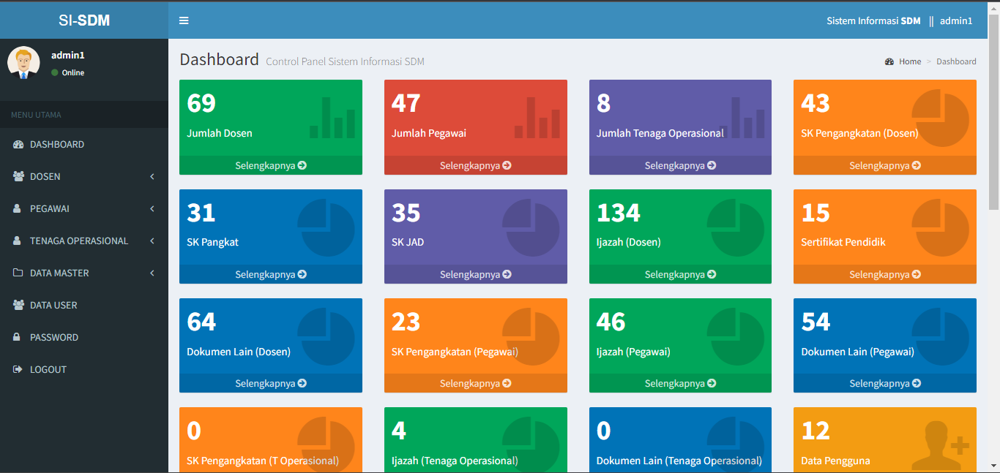 SI-SDM
Sistem Informasi SDM || admin1
admin1
Online
MENU UTAMA
DASHBOARD
DOSEN
PEGAWAI
TENAGA OPERASIONAL
DATA MASTER
DATA USER
PASSWORD
LOGOUT
Dashboard Control Panel Sistem Informasi SDM
Home > Dashboard
69
Jumlah Dosen
Selengkapnya
47
Jumlah Pegawai
Selengkapnya
8
Jumlah Tenaga Operasional
Selengkapnya
43
SK Pengangkatan (Dosen)
Selengkapnya
31
SK Pangkat
Selengkapnya
35
SK JAD
Selengkapnya
134
Ijazah (Dosen)
Selengkapnya
15
Sertifikat Pendidik
Selengkapnya
64
Dokumen Lain (Dosen)
Selengkapnya
23
SK Pengangkatan (Pegawai)
Selengkapnya
46
Ijazah (Pegawai)
Selengkapnya
54
Dokumen Lain (Pegawai)
Selengkapnya
0
SK Pengangkatan (T Operasional)
4
Ijazah (Tenaga Operasional)
0
Dokumen Lain (Tenaga Operasional)
12
Data Pengguna